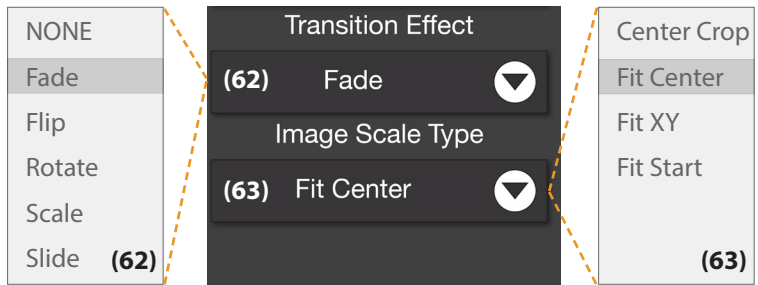 NONE
Fade
Flip
Rotate
Scale
Slide (62)
Transition Effect
(62) Fade
Image Scale Type
(63) Fit Center
Center Crop
Fit Center
Fit XY
Fit Start
(63)